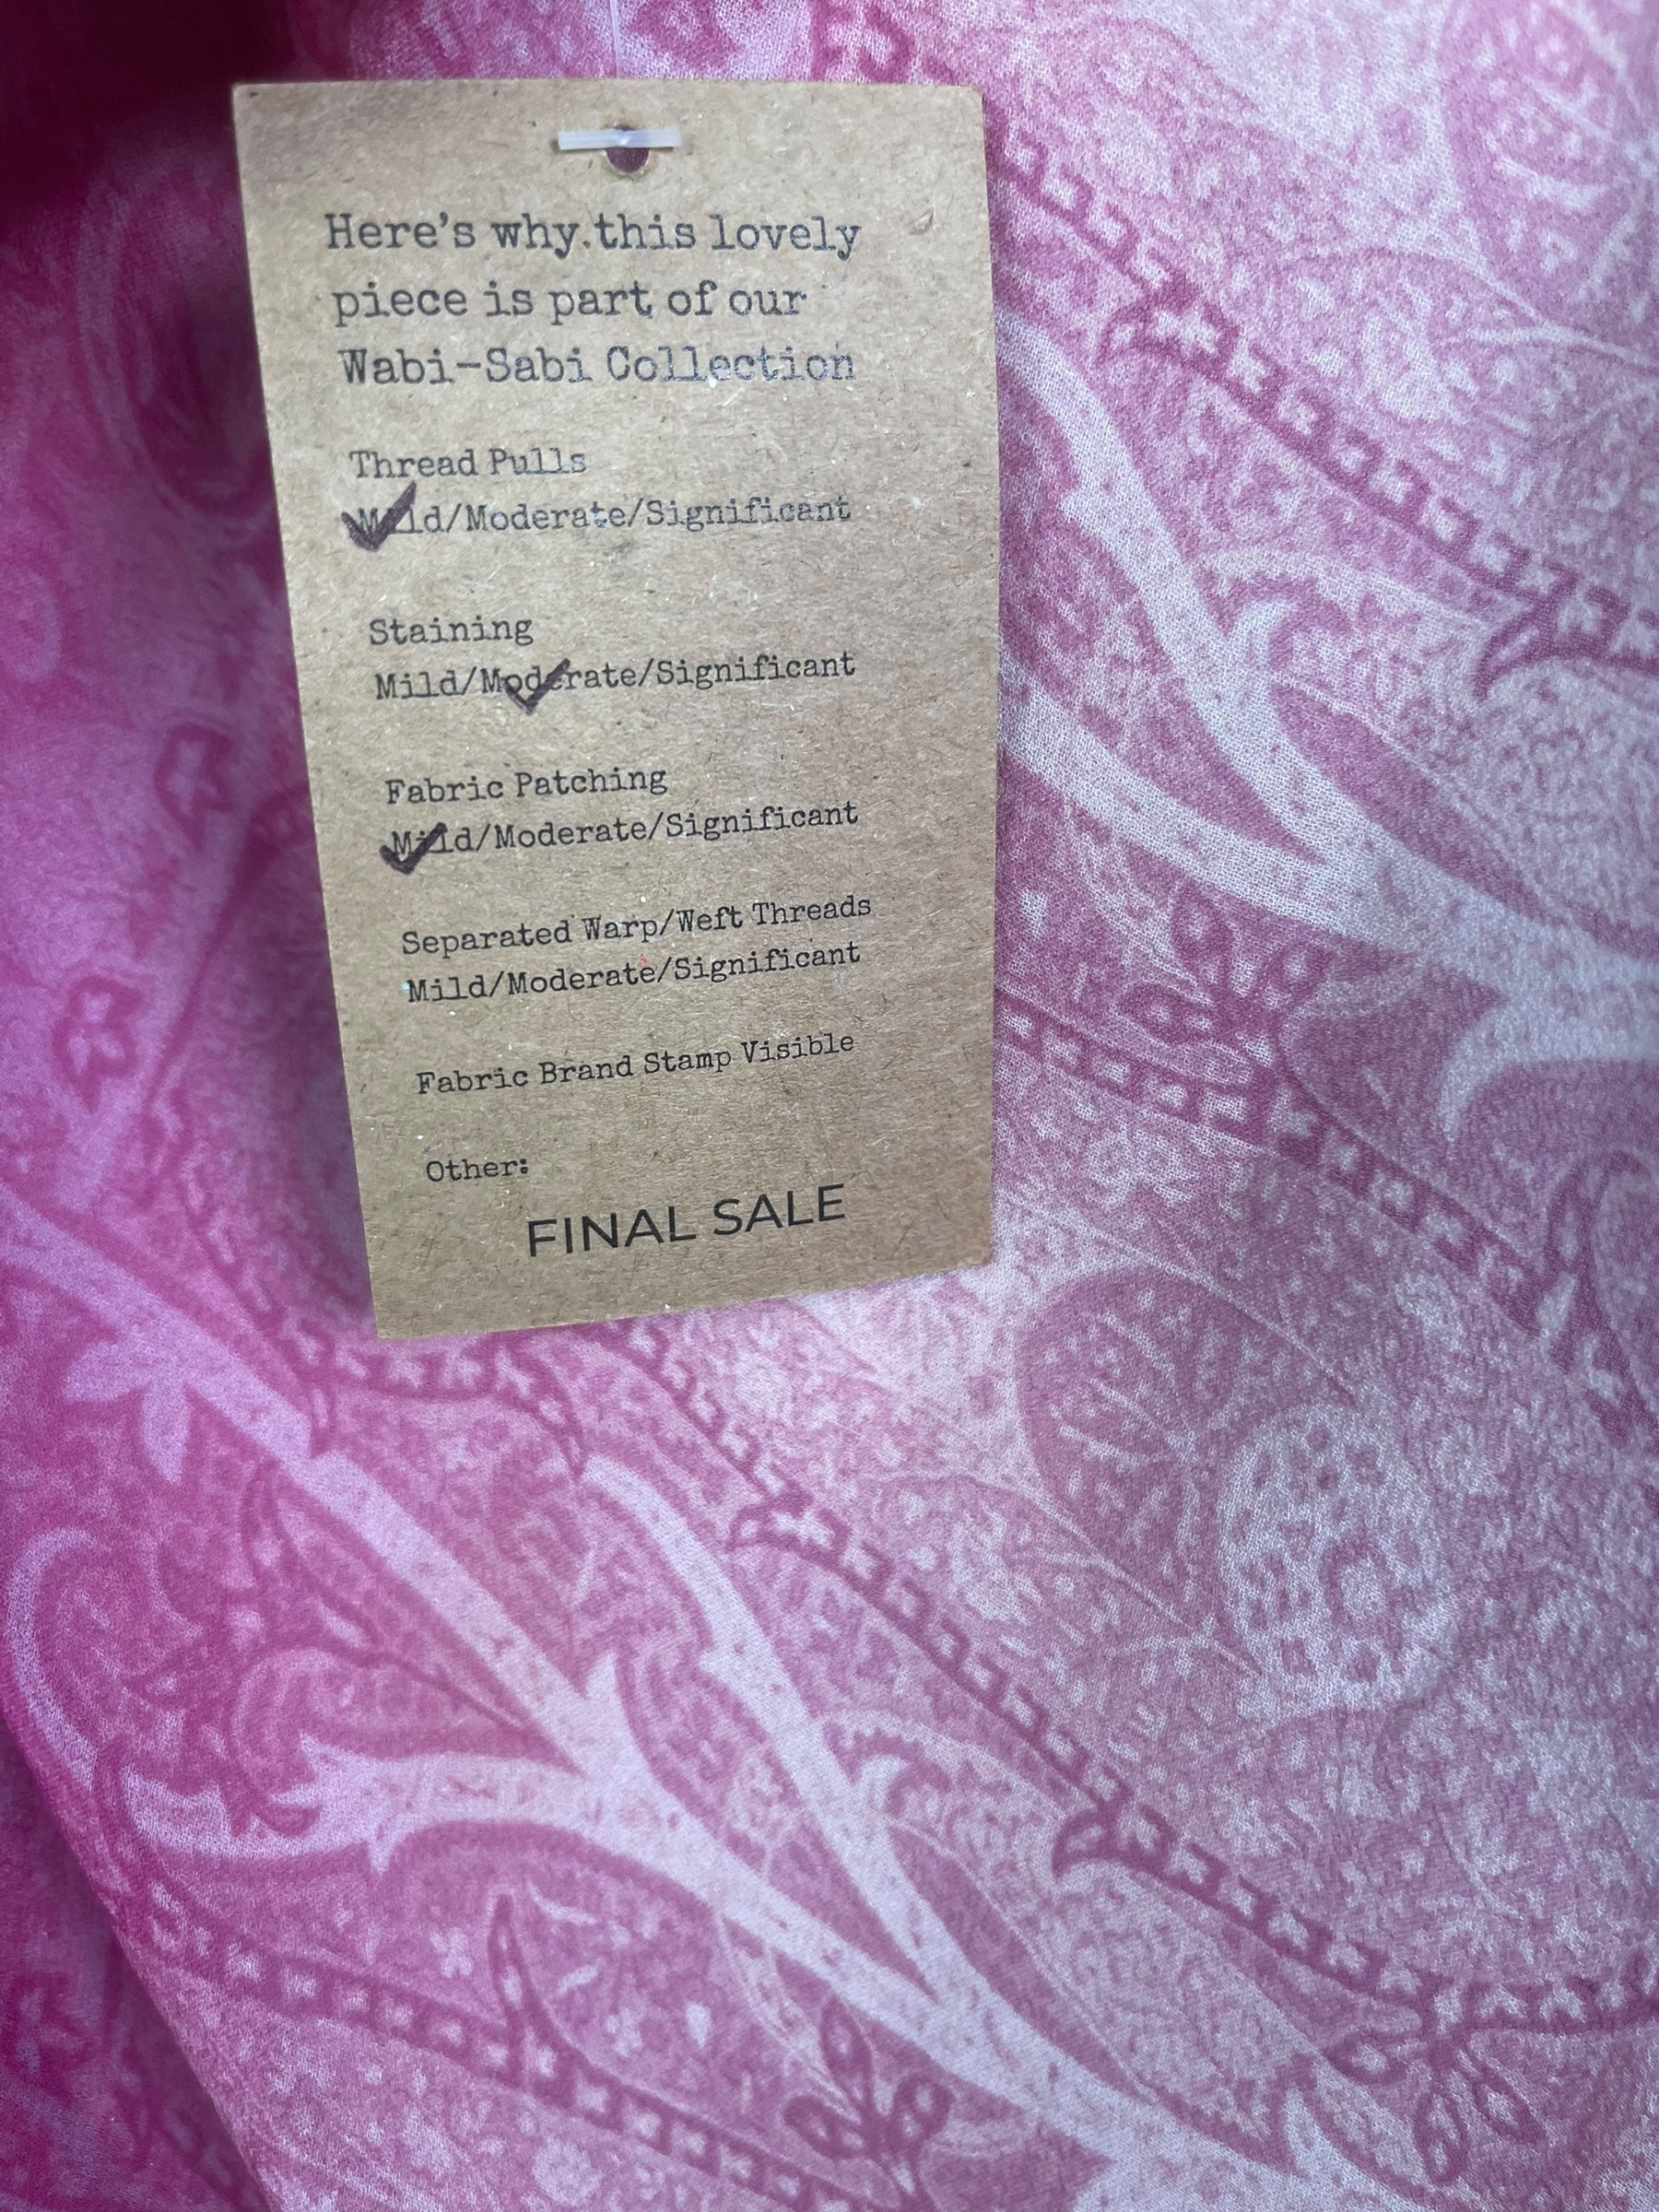 Here's why this lovely
piece is part of our
Wabi-Sabi Collection
Thread Pulls
Mild/Moderate/Significant
Staining
Mild/Moderate/Significant
Fabric Patching
Mild/Moderate/Significant
Separated Warp/Weft Threads
Mild/Moderate/Significant
Fabric Brand Stamp Visible
Other:
FINAL SALE